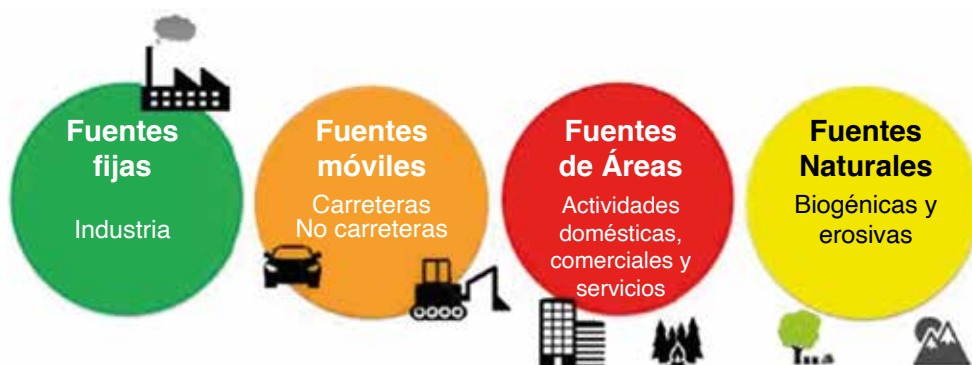 Fuentes
fijas
Industria
Fuentes
móviles
Carreteras
No carreteras
Fuentes
de Áreas
Actividades
domésticas,
comerciales y
servicios
Fuentes
Naturales
Biogénicas y
erosivas